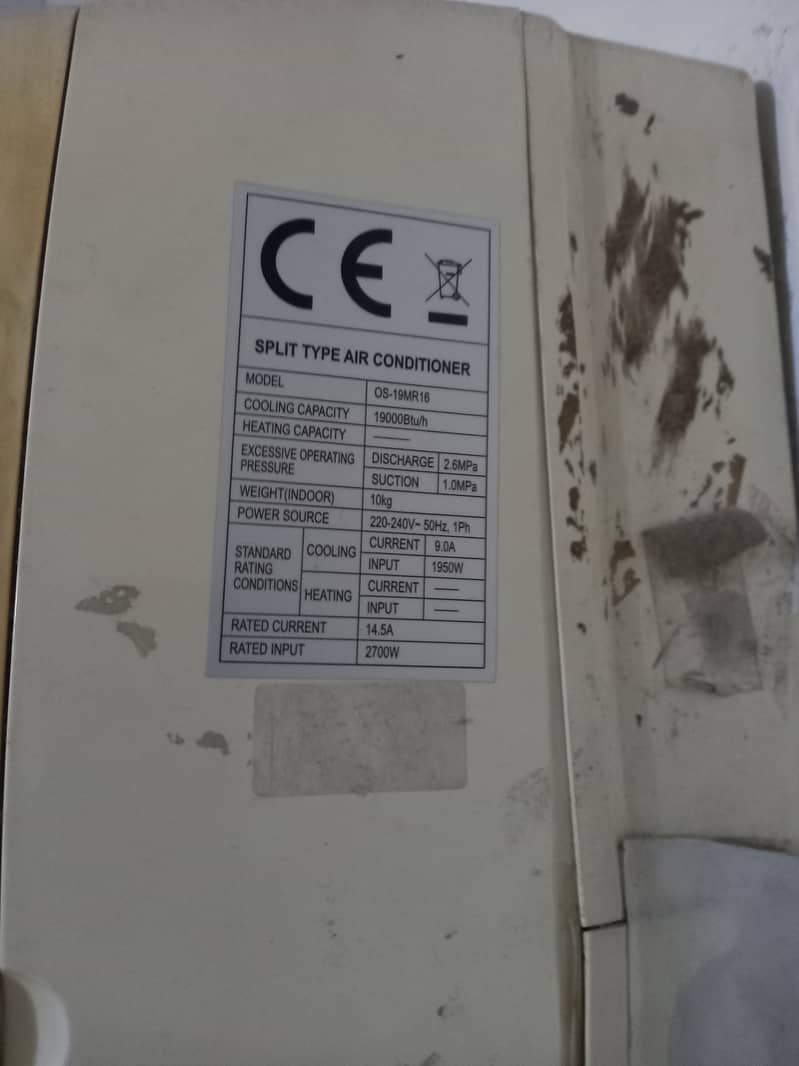 CE
SPLIT TYPE AIR CONDITIONER
MODEL OS-19MR16
COOLING CAPACITY 19000Btu/h
HEATING CAPACITY ——
EXCESSIVE OPERATING PRESSURE DISCHARGE 2.6MPa
SUCTION 1.0MPa
WEIGHT(INDOOR) 10kg
POWER SOURCE 220-240V~ 50Hz, 1Ph
STANDARD RATING CONDITIONS COOLING CURRENT 9.0A
INPUT 1950W
HEATING CURRENT ——
INPUT ——
RATED CURRENT 14.5A
RATED INPUT 2700W